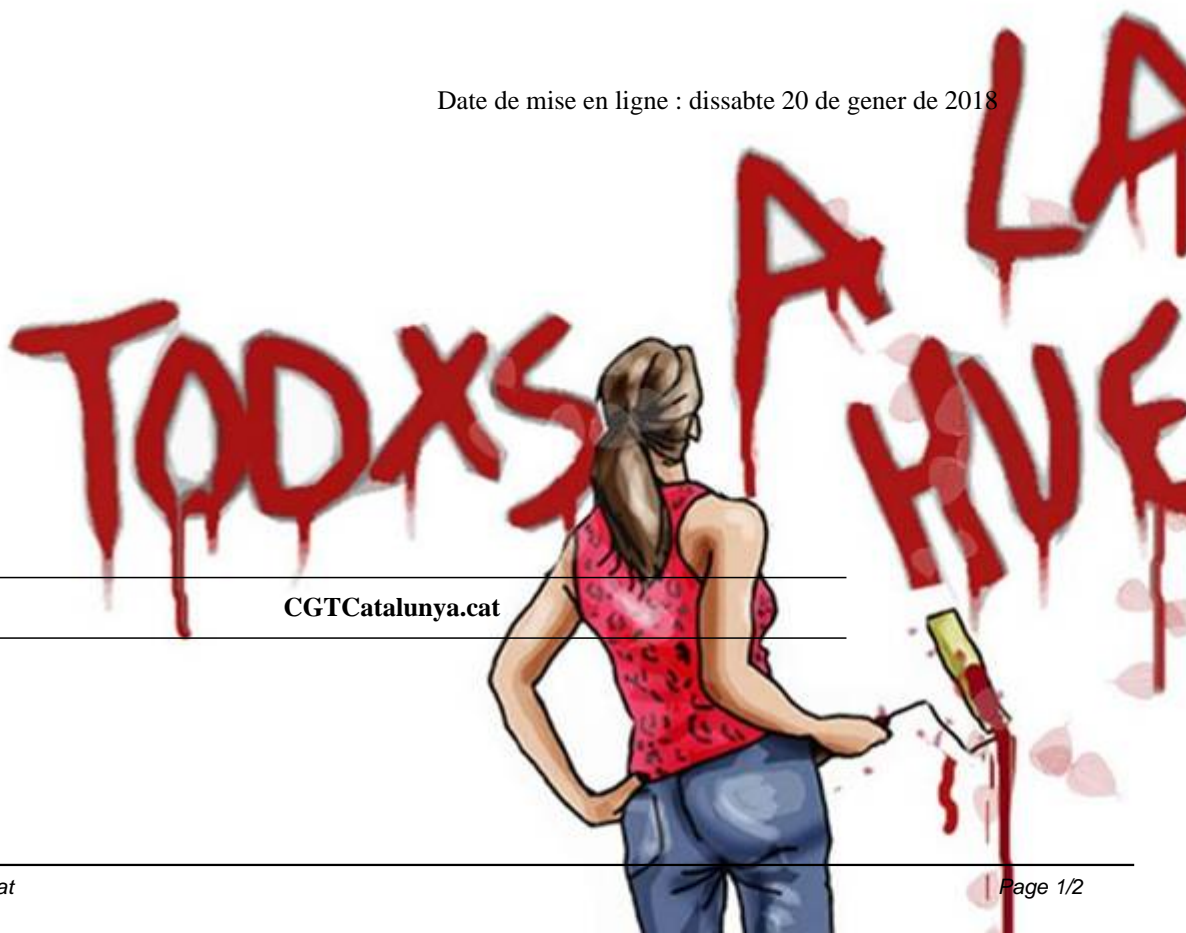 Date de mise en ligne : dissabte 20 de gener de 2018
TODXS A LA
HUE
CGTCatalunya.cat
at
Page 1/2